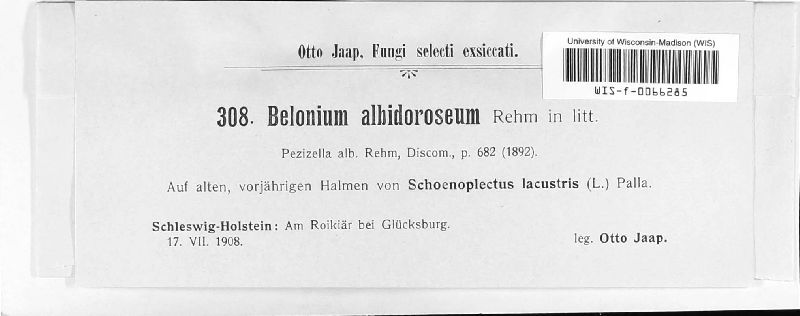 Otto Jaap, Fungi selecti exsiccati.
University of Wisconsin-Madison (WIS)
WIS-f-0066285
308. Belonium albidoroseum Rehm in litt.
Pezizella alb. Rehm, Discom., p. 682 (1892).
Auf alten, vorjährigen Halmen von Schoenoplectus lacustris (L.) Palla.
Schleswig-Holstein: Am Roikiär bei Glücksburg.
17. VII. 1908.
leg. Otto Jaap.